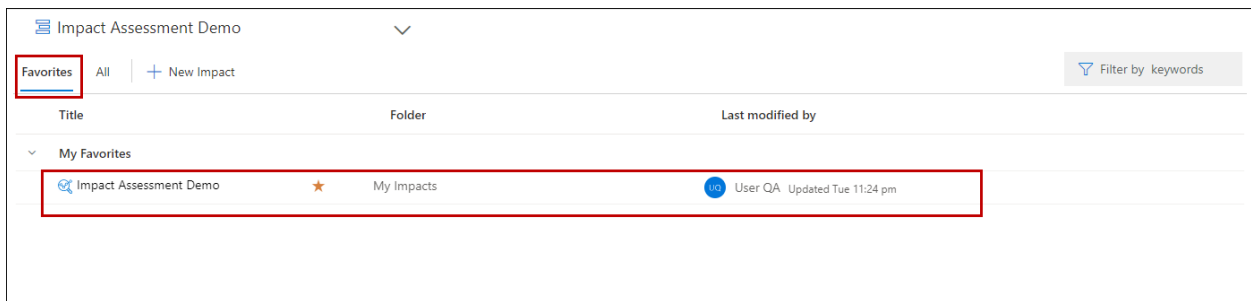 Impact Assessment Demo
Favorites All New Impact Filter by keywords
Title Folder Last modified by
My Favorites
Impact Assessment Demo My Impacts UQ User QA Updated Tue 11:24 pm